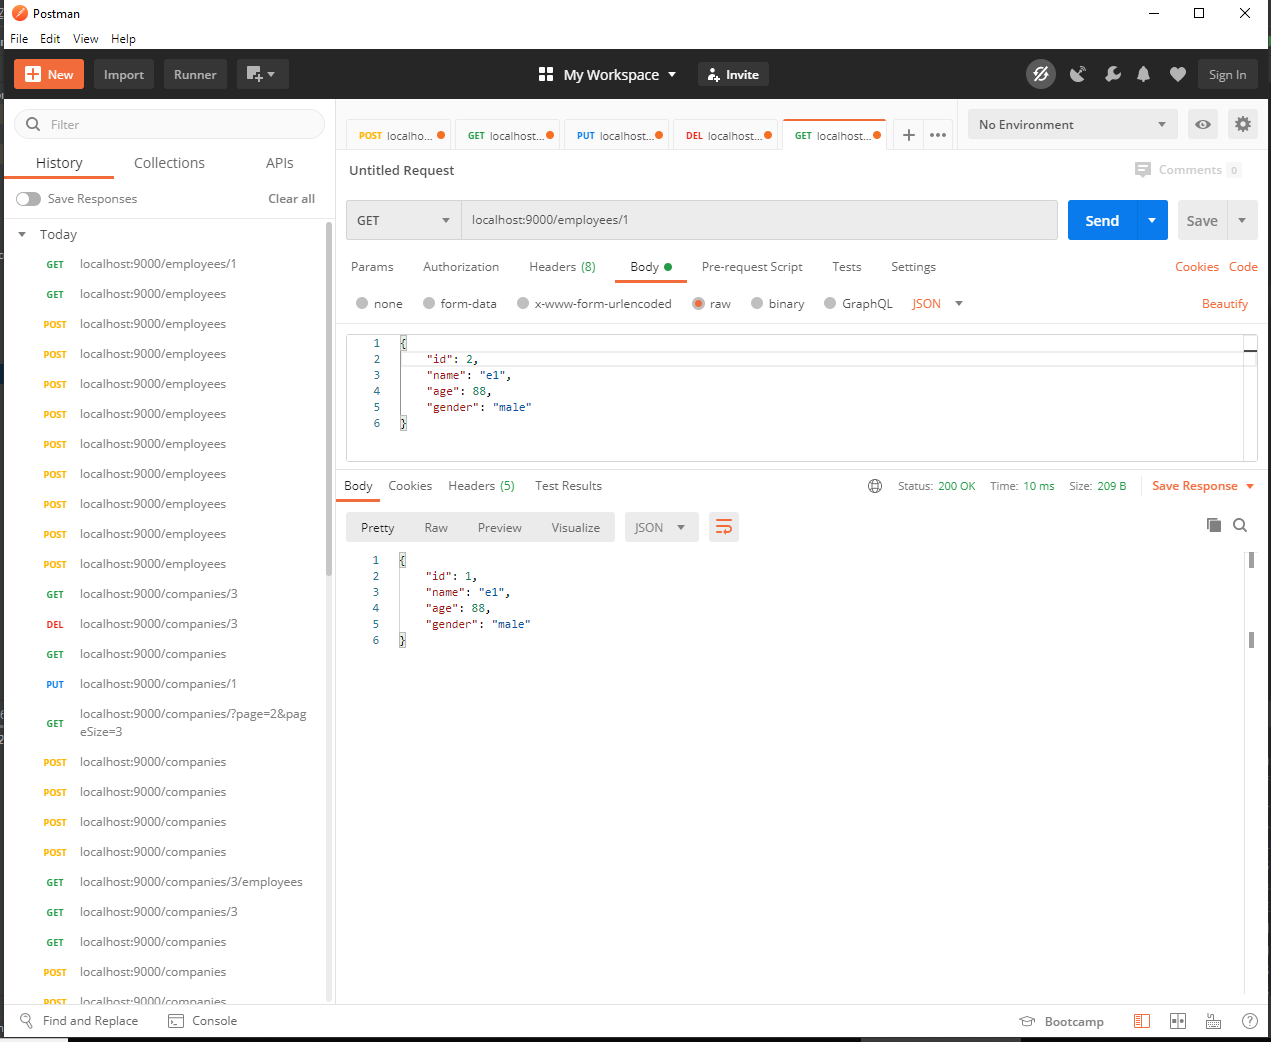 Postman
File Edit View Help
New Import Runner My Workspace Invite Sign In
Filter
History Collections APIs
Save Responses Clear all
Today
GET localhost:9000/employees/1
GET localhost:9000/employees
POST localhost:9000/employees
POST localhost:9000/employees
POST localhost:9000/employees
POST localhost:9000/employees
POST localhost:9000/employees
POST localhost:9000/employees
POST localhost:9000/employees
POST localhost:9000/employees
POST localhost:9000/employees
GET localhost:9000/companies/3
DEL localhost:9000/companies/3
GET localhost:9000/companies
PUT localhost:9000/companies/1
GET localhost:9000/companies/?page=2&pag
eSize=3
POST localhost:9000/companies
POST localhost:9000/companies
POST localhost:9000/companies
POST localhost:9000/companies
GET localhost:9000/companies/3/employees
GET localhost:9000/companies/3
GET localhost:9000/companies
POST localhost:9000/companies
POST localhost:9000/companies
POST localho... GET localhost... PUT localhost... DEL localhost... GET localhost... No Environment
Untitled Request Comments 0
GET localhost:9000/employees/1 Send Save
Params Authorization Headers (8) Body Pre-request Script Tests Settings Cookies Code
none form-data x-www-form-urlencoded raw binary GraphQL JSON Beautify
1 {
2 "id": 2,
3 "name": "e1",
4 "age": 88,
5 "gender": "male"
6 }
Body Cookies Headers (5) Test Results Status: 200 OK Time: 10 ms Size: 209 B Save Response
Pretty Raw Preview Visualize JSON
1 {
2 "id": 1,
3 "name": "e1",
4 "age": 88,
5 "gender": "male"
6 }
Find and Replace Console Bootcamp